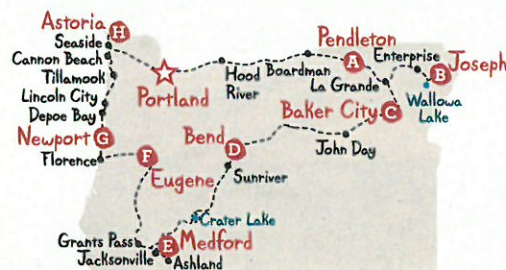 Astoria
H
Seaside
Cannon Beach
Tillamook
Lincoln City
Depoe Bay
Newport
G
Florence
Portland
Hood
River
Boardman
Pendleton
A
La Grande
Enterprise
Joseph
B
Wallowa
Lake
Baker City
C
John Day
Bend
D
Sunriver
F
Eugene
Crater Lake
Grants Pass
Jacksonville
E
Medford
Ashland